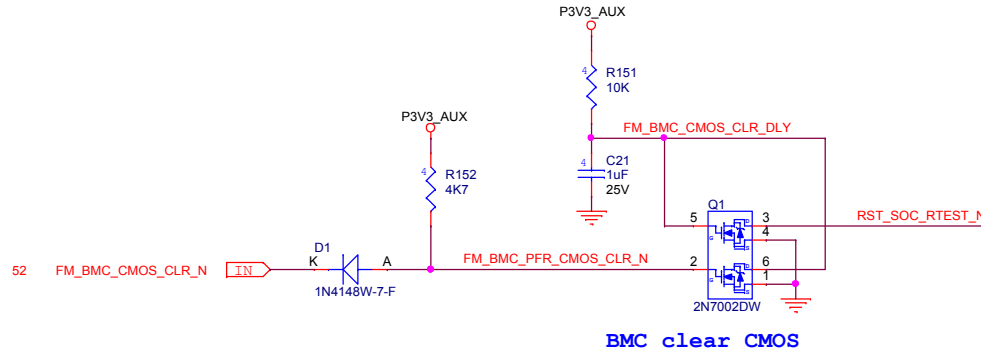 P3V3_AUX
4
R151
10K
FM_BMC_CMOS_CLR_DLY
P3V3_AUX
4
R152
4K7
4
C21
1uF
25V
Q1
5
G
D
S
3
4
RST_SOC_RTEST_N
D1
52
FM_BMC_CMOS_CLR_N
IN
K
A
1N4148W-7-F
FM_BMC_PFR_CMOS_CLR_N
2
G
D
S
6
1
2N7002DW
BMC clear CMOS